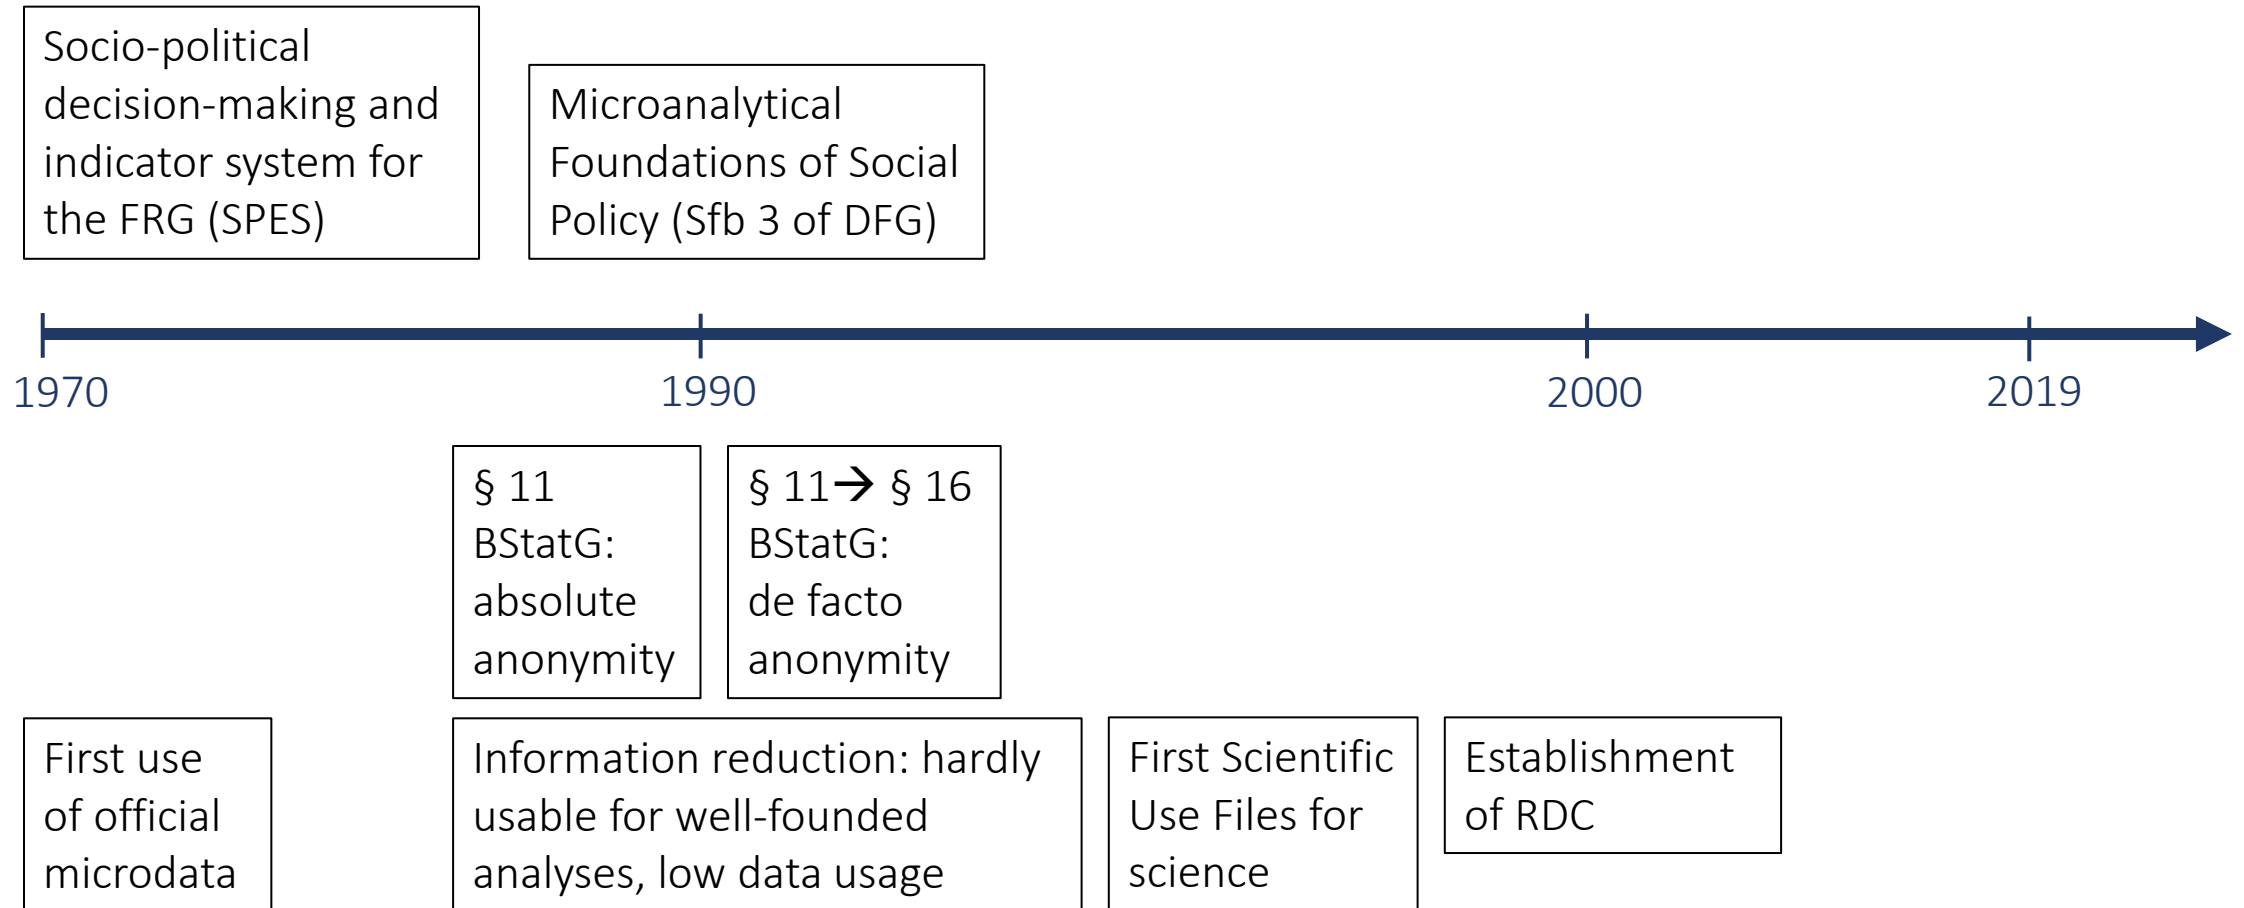 Socio-political
decision-making and
indicator system for
the FRG (SPES)
Microanalytical
Foundations of Social
Policy (Sfb 3 of DFG)
1970
1990
2000
2019
§ 11
BStatG:
absolute
anonymity
§ 11→ § 16
BStatG:
de facto
anonymity
First use
of official
microdata
Information reduction: hardly
usable for well-founded
analyses, low data usage
First Scientific
Use Files for
science
Establishment
of RDC